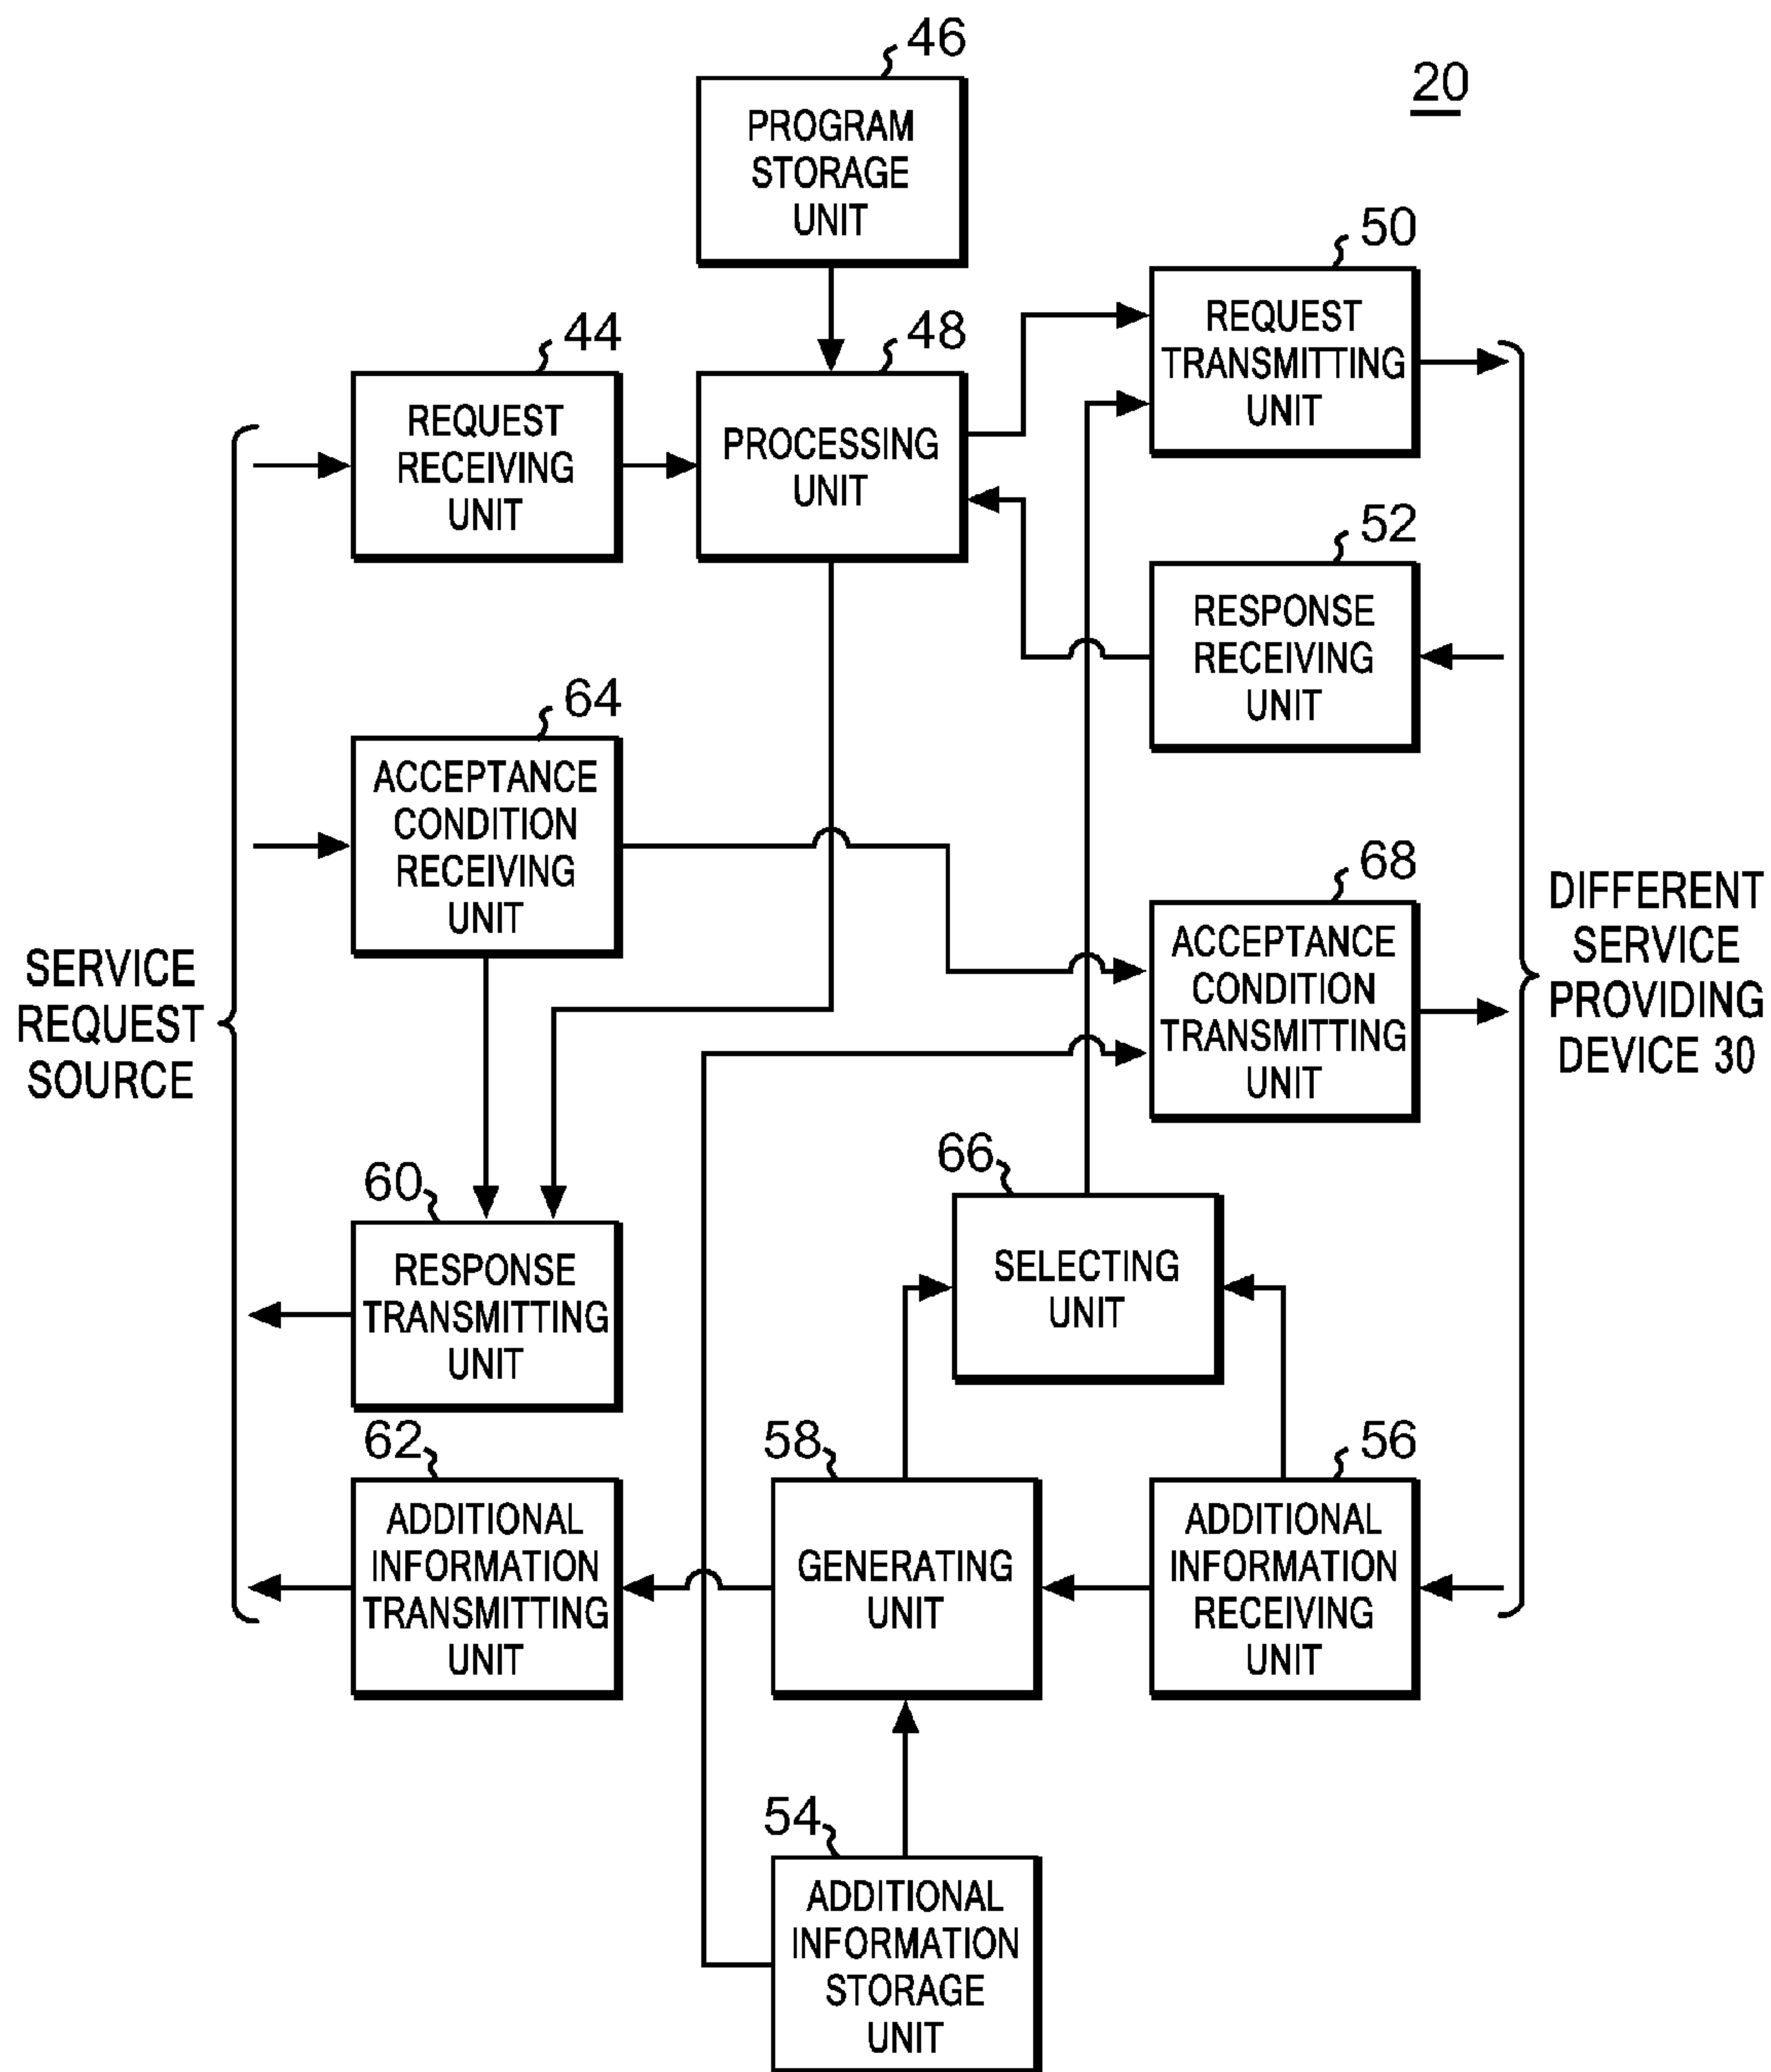 46
20
PROGRAM
STORAGE
UNIT
50
REQUEST
TRANSMITTING
UNIT
44
48
REQUEST
RECEIVING
UNIT
PROCESSING
UNIT
52
RESPONSE
RECEIVING
UNIT
64
ACCEPTANCE
CONDITION
RECEIVING
UNIT
68
ACCEPTANCE
CONDITION
TRANSMITTING
UNIT
SERVICE
REQUEST
SOURCE
DIFFERENT
SERVICE
PROVIDING
DEVICE 30
66
SELECTING
UNIT
60
RESPONSE
TRANSMITTING
UNIT
62
ADDITIONAL
INFORMATION
TRANSMITTING
UNIT
58
GENERATING
UNIT
56
ADDITIONAL
INFORMATION
RECEIVING
UNIT
54
ADDITIONAL
INFORMATION
STORAGE
UNIT